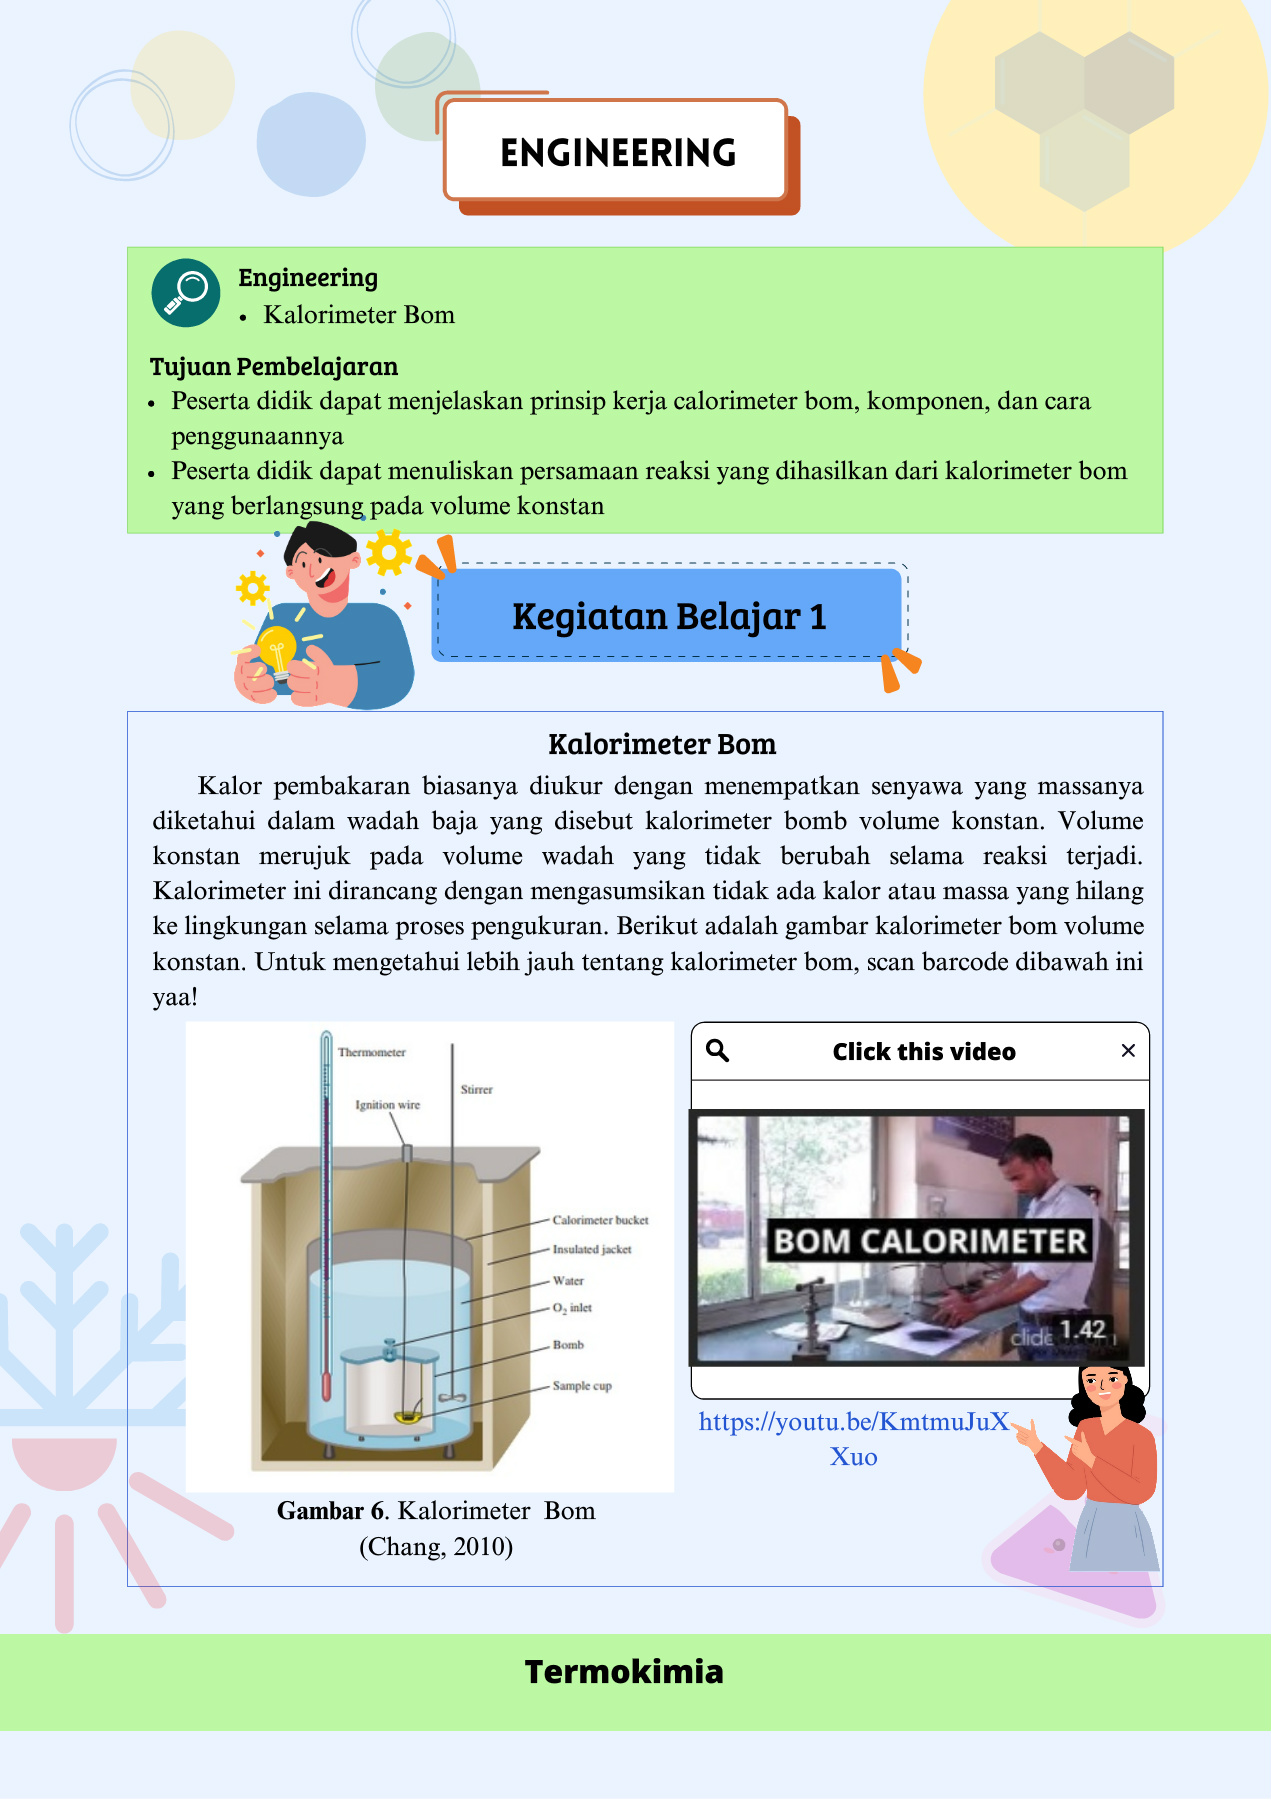 ENGINEERING
Engineering
• Kalorimeter Bom
Tujuan Pembelajaran
• Peserta didik dapat menjelaskan prinsip kerja calorimeter bom, komponen, dan cara
penggunaannya
• Peserta didik dapat menuliskan persamaan reaksi yang dihasilkan dari kalorimeter bom
yang berlangsung pada volume konstan
Kegiatan Belajar 1
Kalorimeter Bom
Kalor pembakaran biasanya diukur dengan menempatkan senyawa yang massanya
diketahui dalam wadah baja yang disebut kalorimeter bomb volume konstan. Volume
konstan merujuk pada volume wadah yang tidak berubah selama reaksi terjadi.
Kalorimeter ini dirancang dengan mengasumsikan tidak ada kalor atau massa yang hilang
ke lingkungan selama proses pengukuran. Berikut adalah gambar kalorimeter bom volume
konstan. Untuk mengetahui lebih jauh tentang kalorimeter bom, scan barcode dibawah ini
yaa!
Thermometer
Stirrer
Ignition wire
Calorimeter bucket
Insulated jacket
Water
O₂ inlet
Bomb
Sample cup
Gambar 6. Kalorimeter Bom
(Chang, 2010)
Click this video
BOM CALORIMETER
1.42
https://youtu.be/KmtmuJuX
Xuo
Termokimia